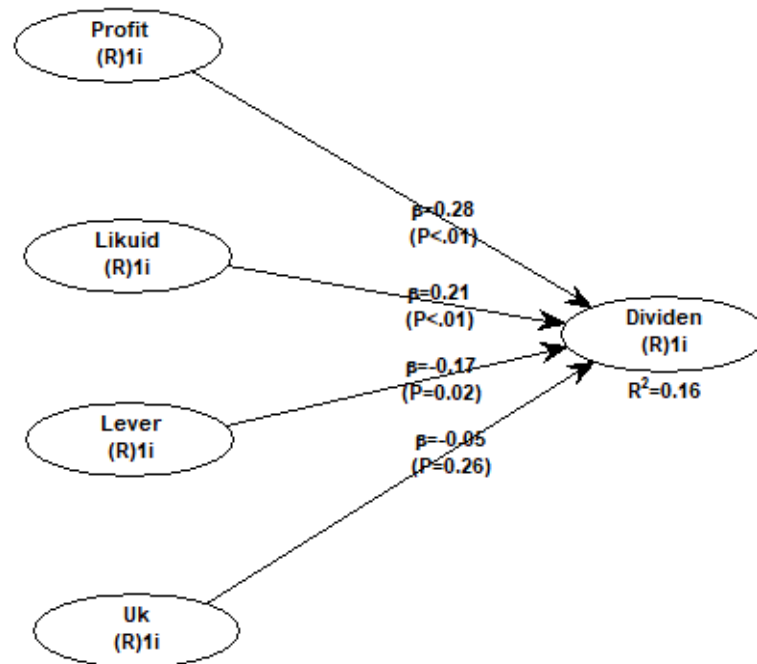 Profit
(R)1i
β=0.28
(P<.01)
Likuid
(R)1i
β=0.21
(P<.01)
Dividen
(R)1i
R²=0.16
β=-0.17
(P=0.02)
Lever
(R)1i
β=-0.05
(P=0.26)
Uk
(R)1i